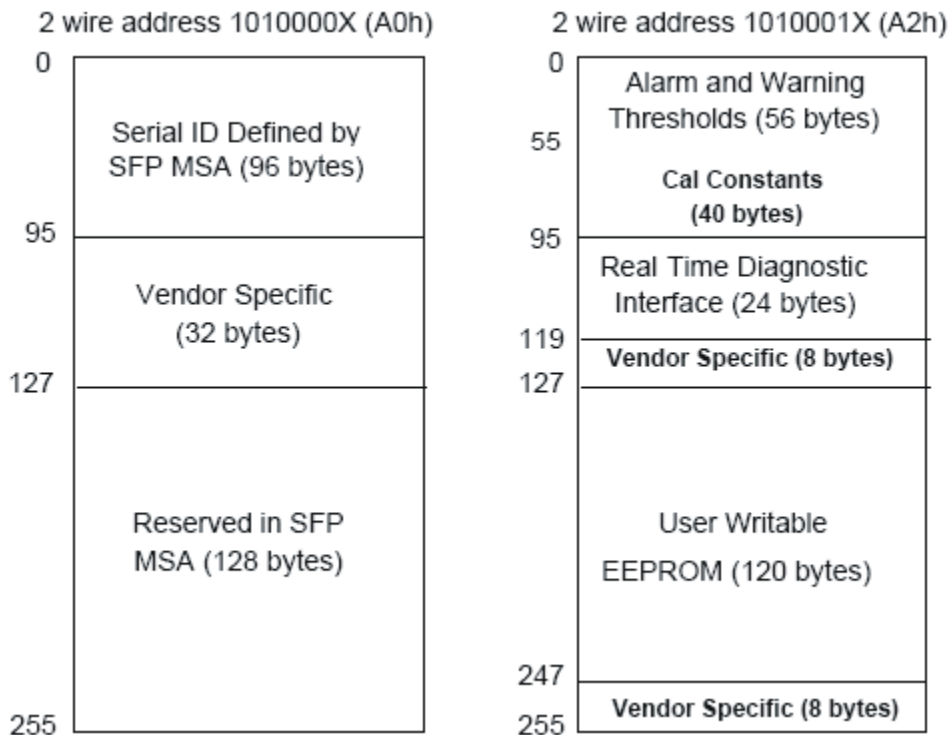 2 wire address 1010000X (A0h)
0
Serial ID Defined by
SFP MSA (96 bytes)
95
Vendor Specific
(32 bytes)
127
Reserved in SFP
MSA (128 bytes)
255
2 wire address 1010001X (A2h)
0
Alarm and Warning
Thresholds (56 bytes)
55
Cal Constants
(40 bytes)
95
Real Time Diagnostic
Interface (24 bytes)
119
Vendor Specific (8 bytes)
127
User Writable
EEPROM (120 bytes)
247
Vendor Specific (8 bytes)
255